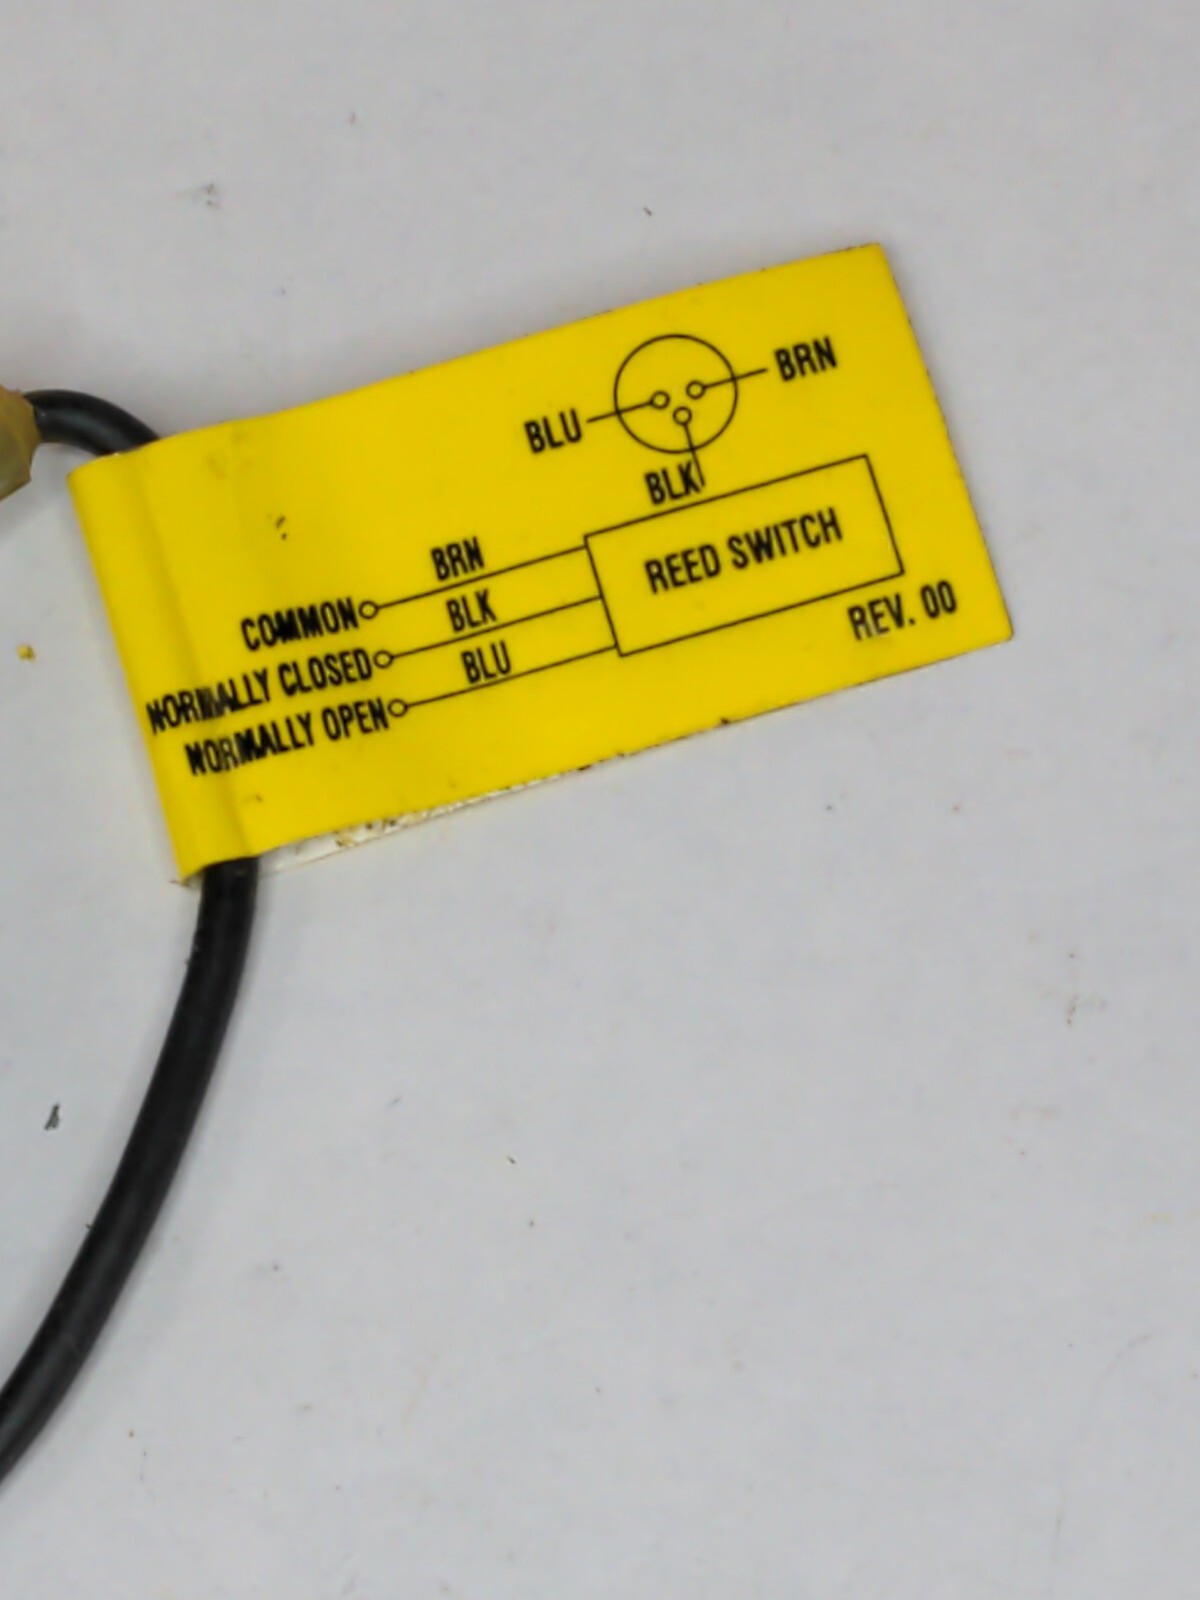 BRN
BLU
BLK
BRN
COMMON
BLK
NORMALLY CLOSED
BLU
NORMALLY OPEN
REED SWITCH
REV. 00